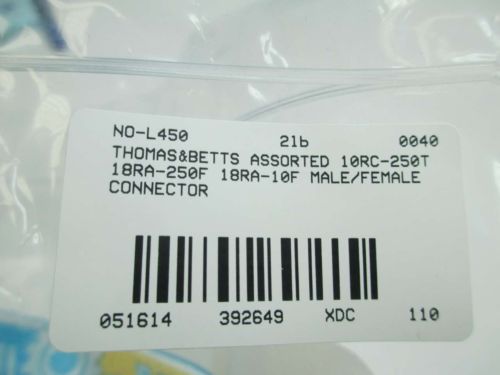 NO-L450 21b 0040
THOMAS&BETTS ASSORTED 10RC-250T
18RA-250F 18RA-10F MALE/FEMALE
CONNECTOR
051614 392649 XDC 110